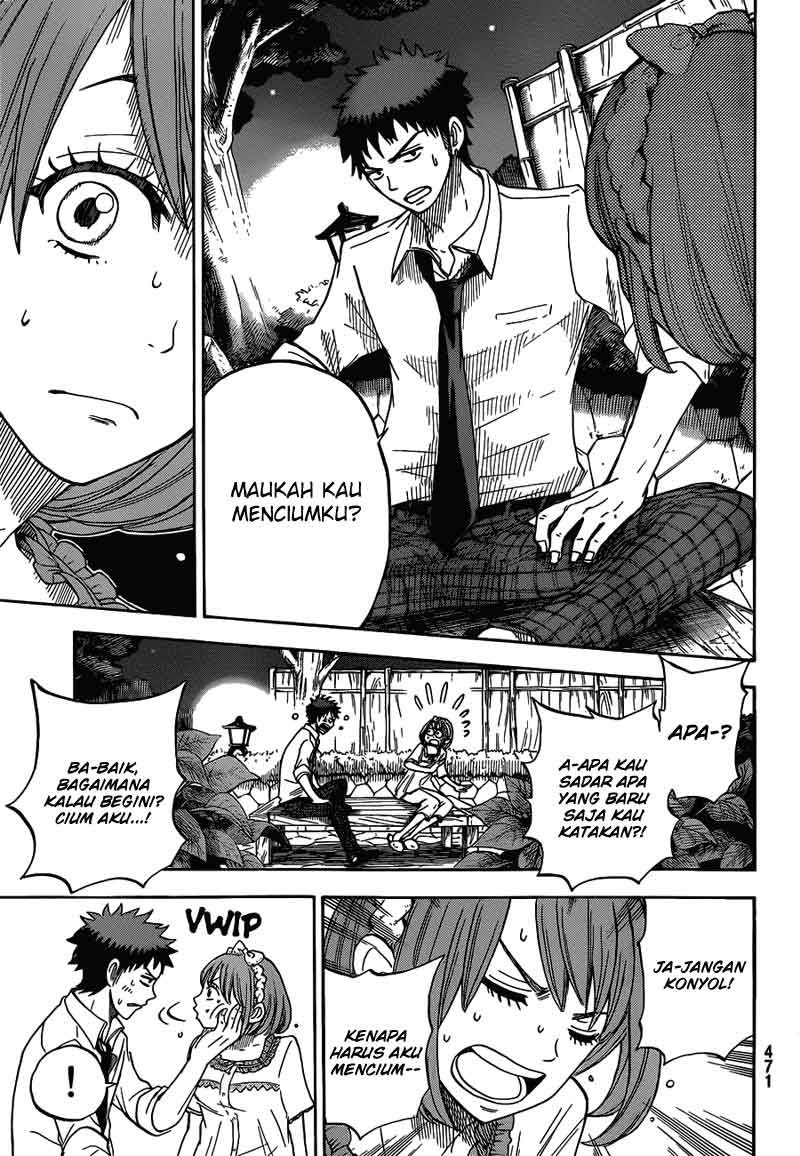 MAUKAH KAU
MENCIUMKU?
APA-?
A-APA KAU
SADAR APA
YANG BARU
SAJA KAU
KATAKAN?!
BA-BAIK,
BAGAIMANA
KALAU BEGINI?
CIUM AKU...!
JA-JANGAN
KONYOL!
KENAPA
HARUS AKU
MENCIUM--
VWIP
!
471